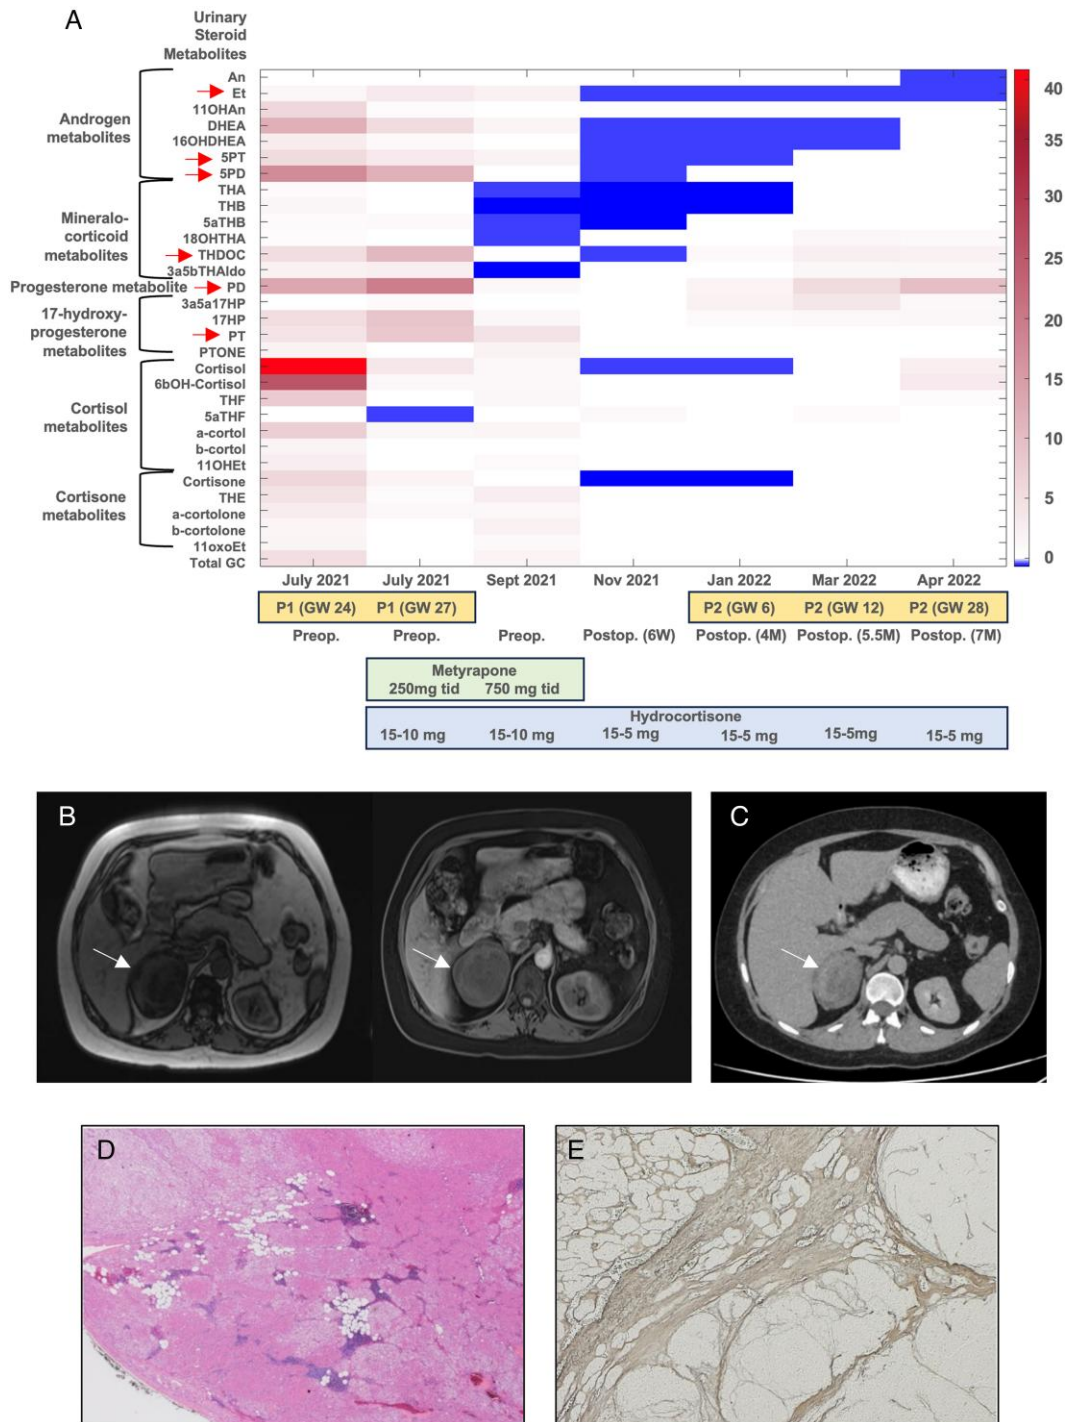 A
Urinary
Steroid
Metabolites
Androgen
metabolites
An
Et
11OHAn
DHEA
16OHDHEA
5PT
5PD
Mineralo-
corticoid
metabolites
THA
THB
5aTHB
18OHTHA
THDOC
3a5bTHAldo
Progesterone metabolite
PD
17-hydroxy-
progesterone
metabolites
3a5a17HP
17HP
PT
PTONE
Cortisol
metabolites
Cortisol
6bOH-Cortisol
THF
5aTHF
a-cortol
b-cortol
11OHEt
Cortisone
metabolites
Cortisone
THE
a-cortolone
b-cortolone
11oxoEt
Total GC
40
35
30
25
20
15
10
5
0
July 2021 July 2021 Sept 2021 Nov 2021 Jan 2022 Mar 2022 Apr 2022
P1 (GW 24) P1 (GW 27) P2 (GW 6) P2 (GW 12) P2 (GW 28)
Preop. Preop. Preop. Postop. (6W) Postop. (4M) Postop. (5.5M) Postop. (7M)
Metyrapone
250mg tid 750 mg tid
Hydrocortisone
15-10 mg 15-10 mg 15-5 mg 15-5 mg 15-5mg 15-5 mg
B
C
D
E